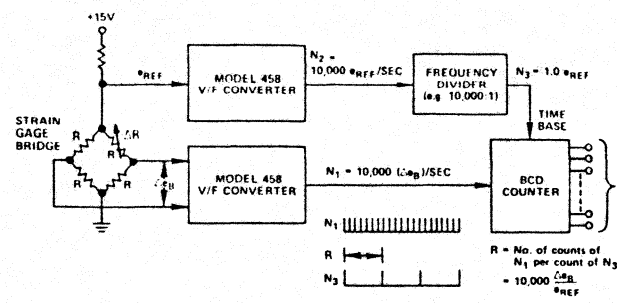 +15V
eREF
MODEL 458
V/F CONVERTER
N2 =
10,000 eREF/SEC
FREQUENCY
DIVIDER
(e.g. 10,000:1)
N3 = 1.0 eREF
TIME
BASE
STRAIN
GAGE
BRIDGE
R
ΔR
R
R
ΔeB
MODEL 458
V/F CONVERTER
N1 = 10,000 (ΔeB)/SEC
BCD
COUNTER
N1
R
N3
R = No. of counts of
N1 per count of N3
= 10,000 ΔeB
eREF